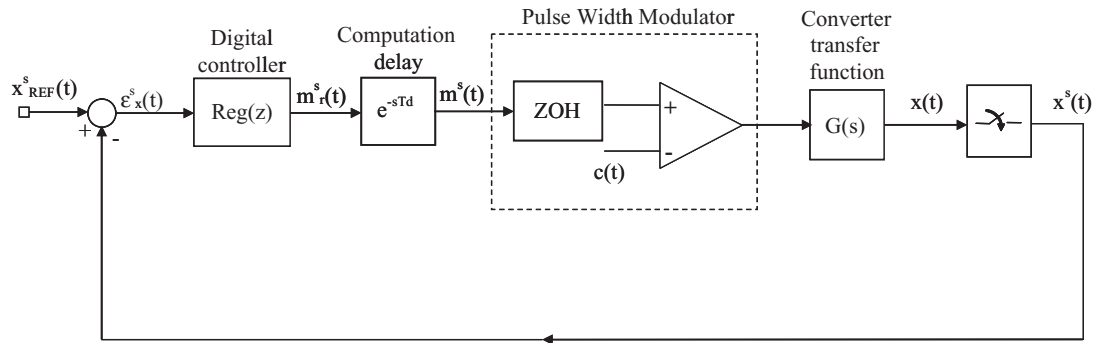 Pulse Width Modulator
Converter
transfer
function
Digital
controller
Computation
delay
x^s_REF(t)
ε^s_x(t)
Reg(z)
m^s_r(t)
e^-sTd
m^s(t)
ZOH
+
-
c(t)
G(s)
x(t)
x^s(t)
+
-